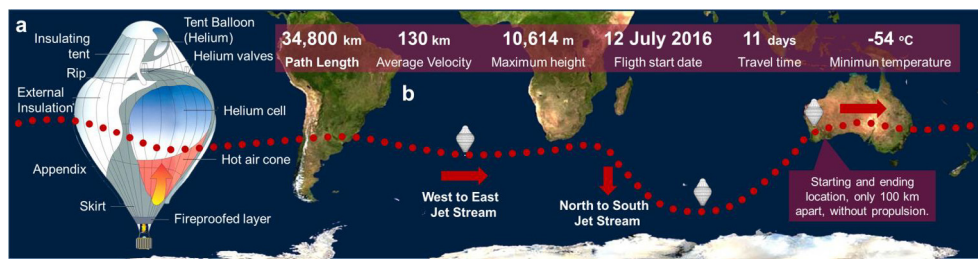 a
Tent Balloon
(Helium)
Insulating
tent
Helium valves
Rip
External
Insulation
Helium cell
Hot air cone
Appendix
Skirt
Fireproofed layer
34,800 km
Path Length
130 km
Average Velocity
10,614 m
Maximum height
12 July 2016
Fligth start date
11 days
Travel time
-54 ºC
Minimun temperature
b
West to East
Jet Stream
North to South
Jet Stream
Starting and ending
location, only 100 km
apart, without propulsion.